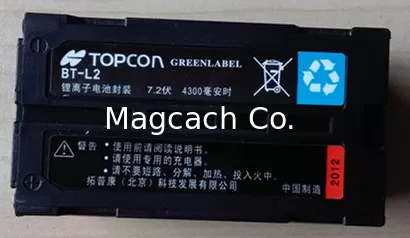 TOPCON GREENLABEL
BT-L2
锂离子电池封装 7.2伏 4300毫安时
Magcach Co.
警告
·使用前请阅读说明书。
·请使用专用的充电器。
·请不要短路、分解、加热、投入火中。
拓普康(北京)科技发展有限公司
中国制造
2012